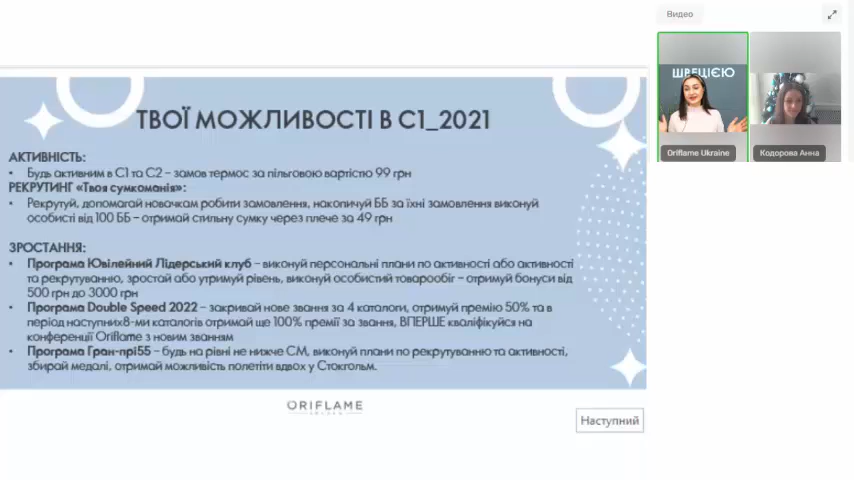 Видео
ТВОЇ МОЖЛИВОСТІ В С1_2021
ШВЕЦІЄЮ
Oriflame Ukraine
Кодорова Анна
АКТИВНІСТЬ:
• Будь активним в С1 та С2 – замов термос за пільговою вартістю 99 грн
РЕКРУТИНГ «Твоя сумкоманія»:
• Рекрутуй, допомагай новачкам робити замовлення, накопичуй ББ за їхні замовлення виконуй
особисті від 100 ББ – отримай стильну сумку через плече за 49 грн
ЗРОСТАННЯ:
• Програма Ювілейний Лідерський клуб – виконуй персональні плани по активності або активності
та рекрутуванню, зростай або утримуй рівень, виконуй особистий товарообіг – отримуй бонуси від
500 грн до 3000 грн
• Програма Double Speed 2022 – закривай нове звання за 4 каталоги, отримуй премію 50% та в
період наступних8-ми каталогів отримай ще 100% премії за звання, ВПЕРШЕ кваліфікуйся на
конференції Oriflame з новим званням
• Програма Гран-прі55 – будь на рівні не нижче СМ, виконуй плани по рекрутуванню та активності,
збирай медалі, отримай можливість полетіти вдвох у Стокгольм.
ORIFLAME
Наступний